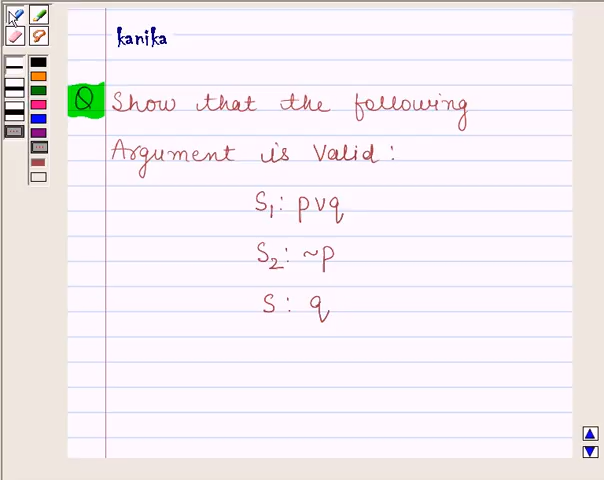 kanika
Q Show that the following
Argument is Valid :
S₁ : p ∨ q
S₂ : ~p
S : q